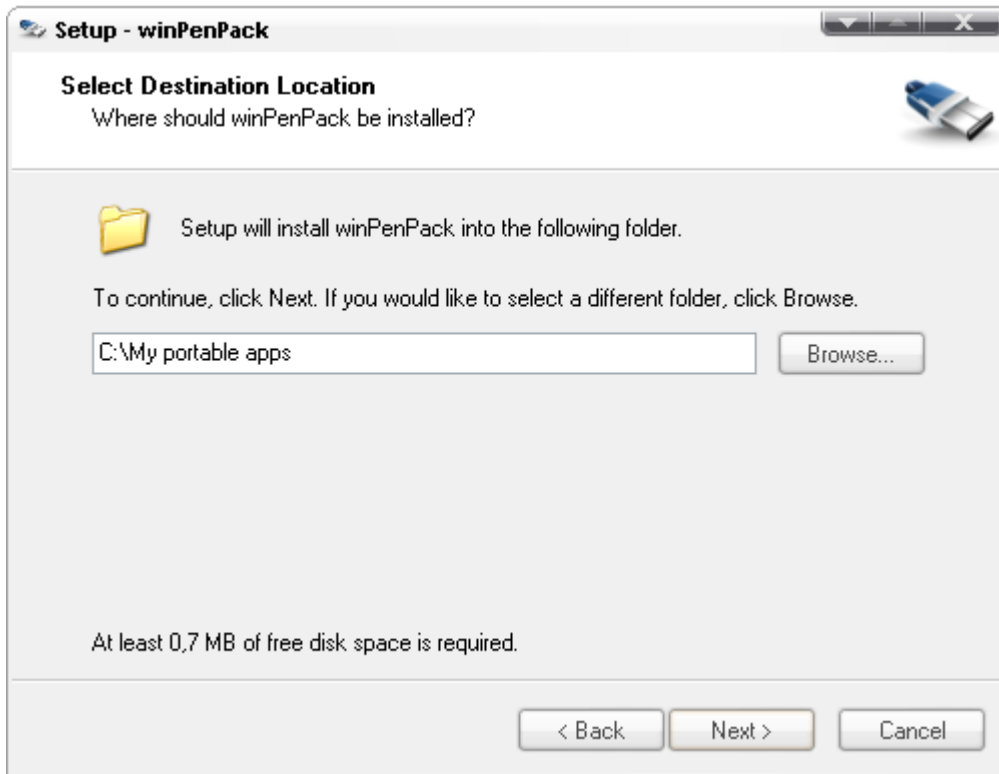 Setup - winPenPack
Select Destination Location
Where should winPenPack be installed?
Setup will install winPenPack into the following folder.
To continue, click Next. If you would like to select a different folder, click Browse.
C:\My portable apps
Browse...
At least 0,7 MB of free disk space is required.
< Back
Next >
Cancel